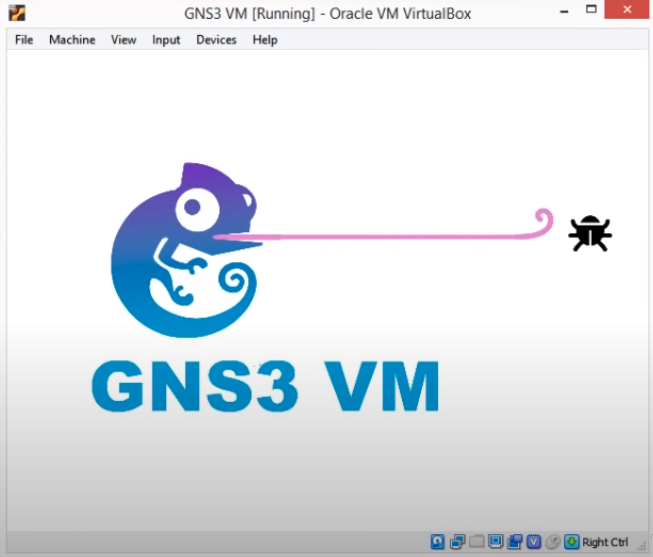 GNS3 VM [Running] - Oracle VM VirtualBox
File Machine View Input Devices Help
GNS3 VM
Right Ctrl